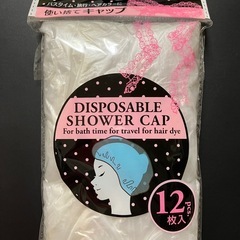 バスタイム・旅行・ヘアカラーに
使い捨てキャップ
DISPOSABLE
SHOWER CAP
For bath time for travel for hair dye
12
pcs
枚入